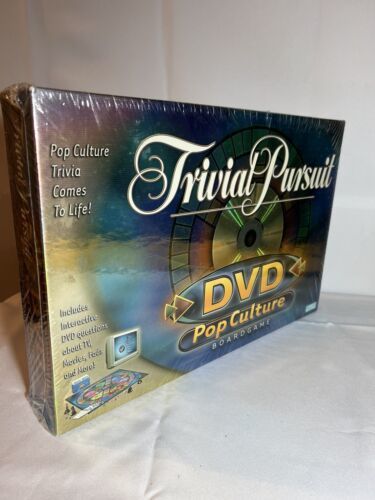 Pop Culture
Trivia
Comes
To Life!
Trivial Pursuit
DVD
Pop Culture
BOARDGAME
Includes
Interactive
DVD questions
about TV,
Movies, Fads
and More!
Trivial Pursuit